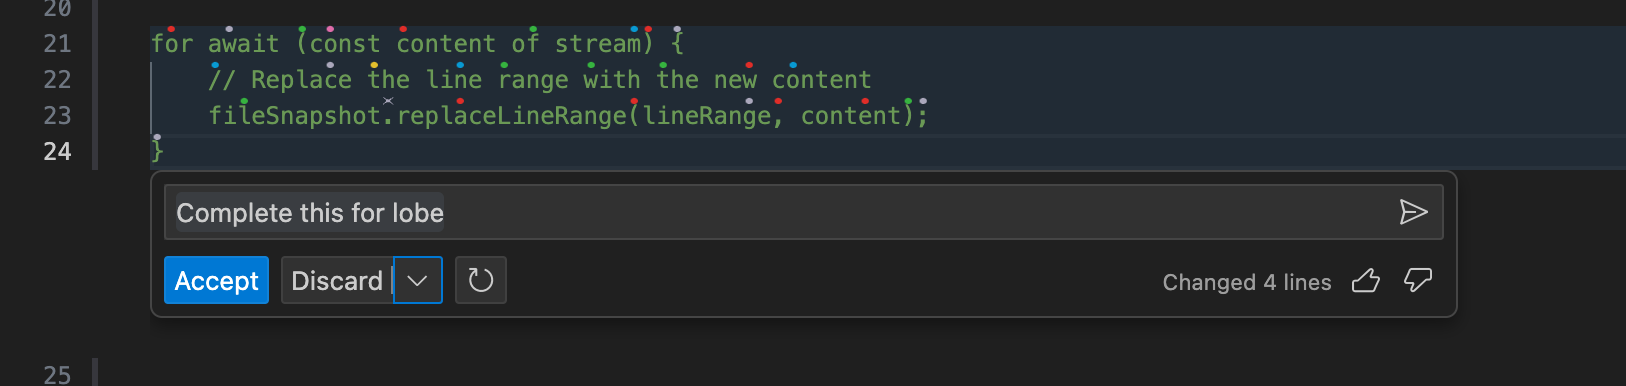 20
21 for await (const content of stream) {
22 // Replace the line range with the new content
23 fileSnapshot.replaceLineRange(lineRange, content);
24 }
Complete this for lobe
Accept Discard Changed 4 lines
25